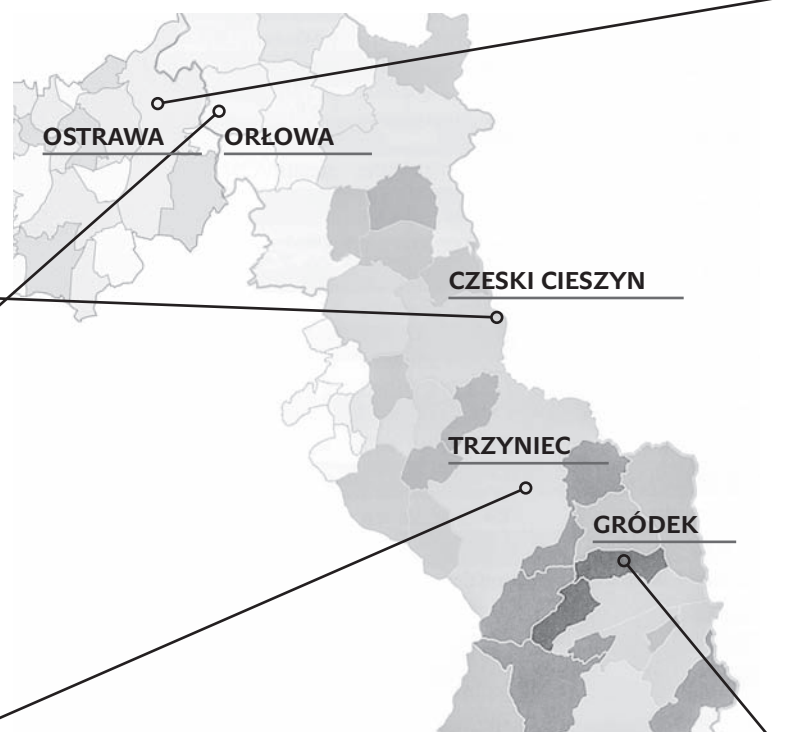 OSTRAWA
ORŁOWA
CZESKI CIESZYN
TRZYNIEC
GRÓDEK